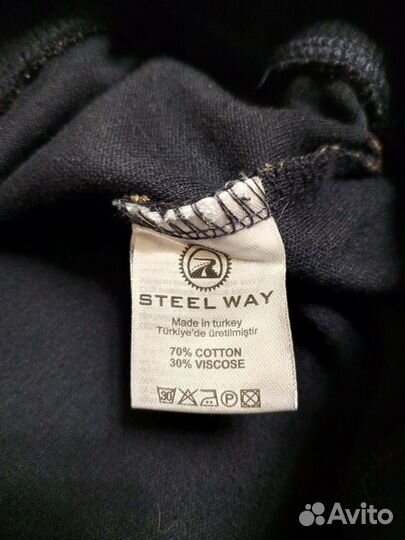 STEEL WAY
Made in turkey
Türkiye'de üretilmiştir
70% COTTON
30% VISCOSE
30 P
Avito